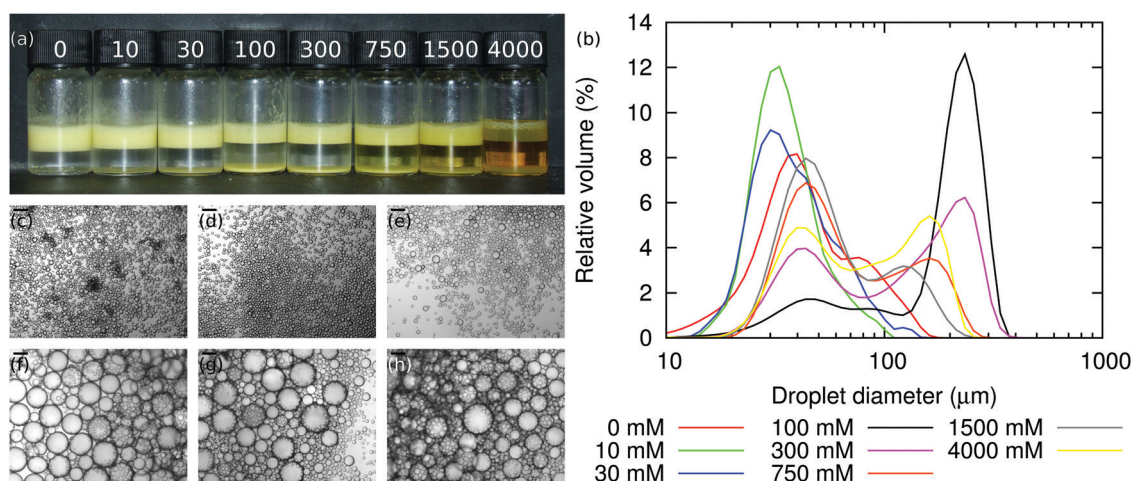 (a)
0 10 30 100 300 750 1500 4000
(c) (d) (e)
(f) (g) (h)
(b)
Relative volume (%)
14
12
10
8
6
4
2
0
10 100 1000
Droplet diameter (μm)
0 mM 100 mM 1500 mM
10 mM 300 mM 4000 mM
30 mM 750 mM